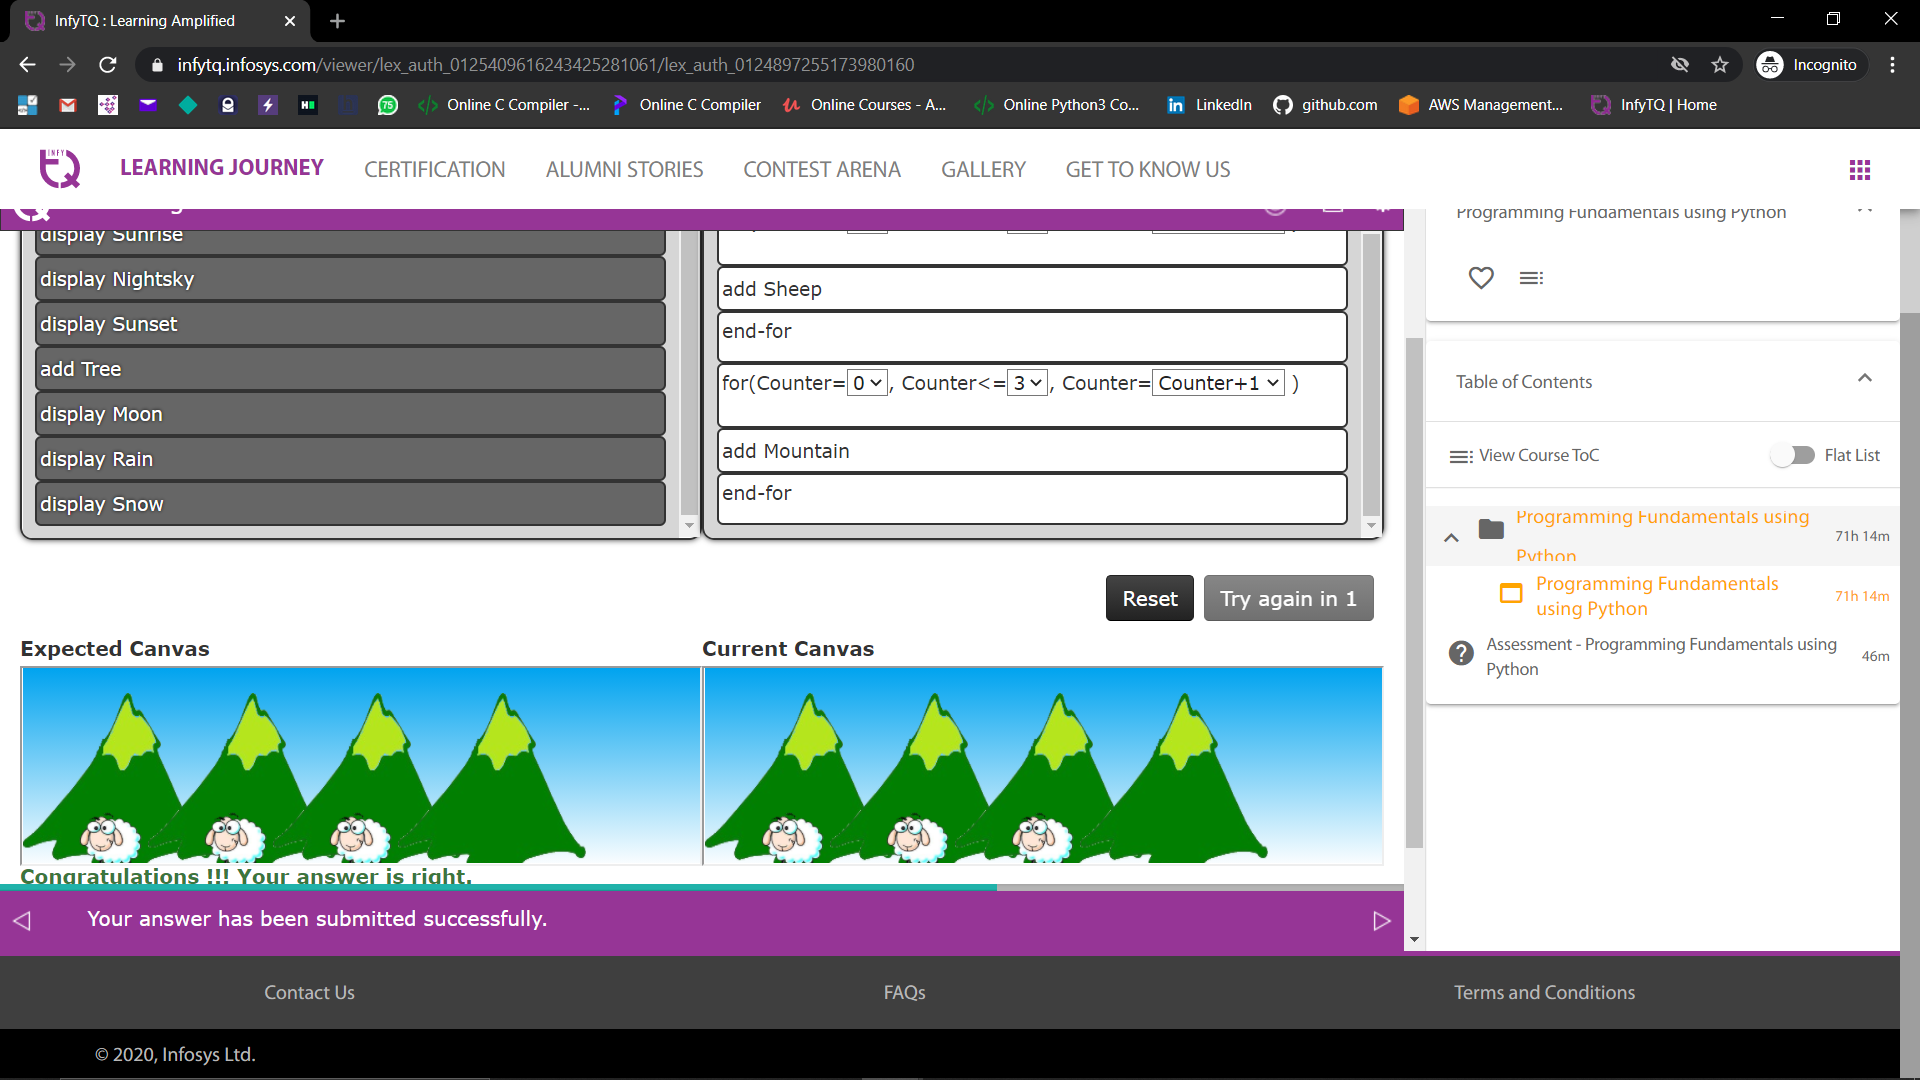 InfyTQ : Learning Amplified
infytq.infosys.com/viewer/lex_auth_0125409616243425281061/lex_auth_0124897255173980160
Incognito
75
Online C Compiler -...
Online C Compiler
Online Courses - A...
Online Python3 Co...
LinkedIn
github.com
AWS Management...
InfyTQ | Home
INFY
TQ
LEARNING JOURNEY
CERTIFICATION
ALUMNI STORIES
CONTEST ARENA
GALLERY
GET TO KNOW US
display Sunrise
display Nightsky
display Sunset
add Tree
display Moon
display Rain
display Snow
add Sheep
end-for
for(Counter= 0 , Counter<= 3 , Counter= Counter+1 )
add Mountain
end-for
Reset
Try again in 1
Expected Canvas
Current Canvas
Congratulations !!! Your answer is right.
Your answer has been submitted successfully.
Programming Fundamentals using Python
Table of Contents
View Course ToC
Flat List
Programming Fundamentals using
Python
71h 14m
Programming Fundamentals
using Python
71h 14m
Assessment - Programming Fundamentals using
Python
46m
Contact Us
FAQs
Terms and Conditions
© 2020, Infosys Ltd.